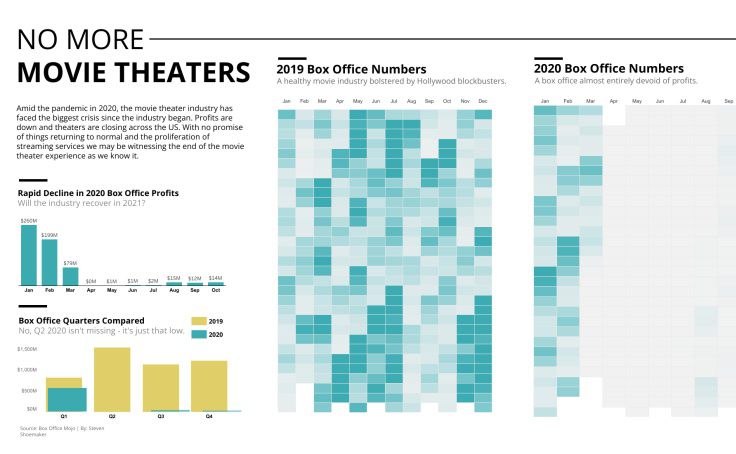 NO MORE
MOVIE THEATERS
Amid the pandemic in 2020, the movie theater industry has
faced the biggest crisis since the industry began. Profits are
down and theaters are closing across the US. With no promise
of things returning to normal and the proliferation of
streaming services we may be witnessing the end of the movie
theater experience as we know it.
Rapid Decline in 2020 Box Office Profits
Will the industry recover in 2021?
$260M
$199M
$79M
$0M $1M $1M $2M $15M $12M $14M
Jan Feb Mar Apr May Jun Jul Aug Sep Oct
Box Office Quarters Compared
No, Q2 2020 isn't missing - it's just that low.
2019
2020
$1,500M
$1,000M
$500M
$0M
Q1 Q2 Q3 Q4
Source: Box Office Mojo | By: Steven
Shoemaker
2019 Box Office Numbers
A healthy movie industry bolstered by Hollywood blockbusters.
Jan Feb Mar Apr May Jun Jul Aug Sep Oct Nov Dec
2020 Box Office Numbers
A box office almost entirely devoid of profits.
Jan Feb Mar Apr May Jun Jul Aug Sep